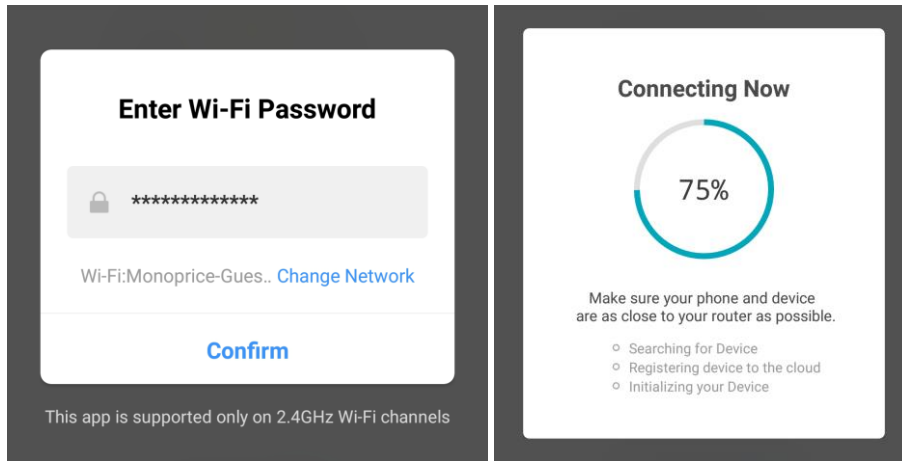 Enter Wi-Fi Password
*************
Wi-Fi:Monoprice-Gues.. Change Network
Confirm
This app is supported only on 2.4GHz Wi-Fi channels
Connecting Now
75%
Make sure your phone and device
are as close to your router as possible.
Searching for Device
Registering device to the cloud
Initializing your Device